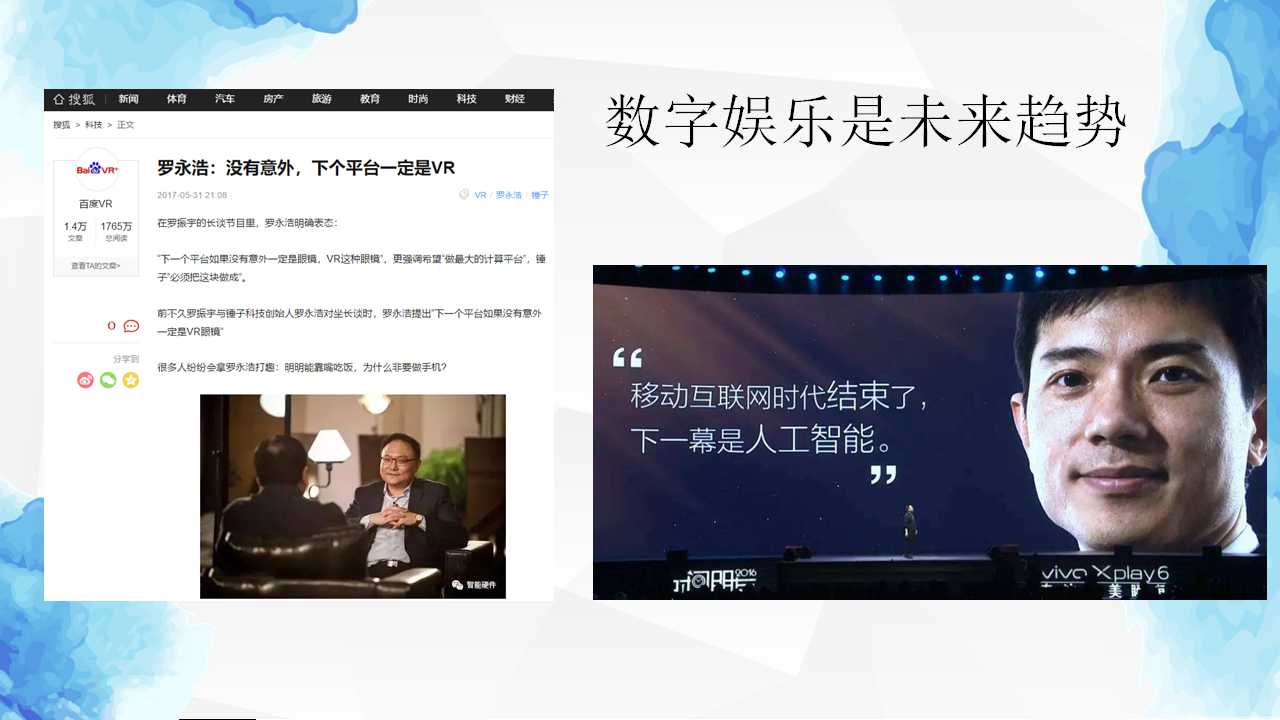 数字娱乐是未来趋势
搜狐 新闻 体育 汽车 房产 旅游 教育 时尚 科技 财经
搜狐 > 科技 > 正文
Bai VR+
百度VR
1.4万 1765万
文章 总阅读
查看TA的文章>
罗永浩：没有意外，下个平台一定是VR
2017-05-31 21:08
VR / 罗永浩 / 锤子
在罗振宇的长谈节目里，罗永浩明确表态：
“下一个平台如果没有意外一定是眼镜，VR这种眼镜”，更强调希望“做最大的计算平台”，锤
子“必须把这块做成”。
前不久罗振宇与锤子科技创始人罗永浩对坐长谈时，罗永浩提出“下一个平台如果没有意外
一定是VR眼镜”
很多人纷纷会拿罗永浩打趣：明明能靠嘴吃饭，为什么非要做手机？
0
分享到
智能硬件
“移动互联网时代结束了，
下一幕是人工智能。”
时间的朋友 2016
vivo Xplay6